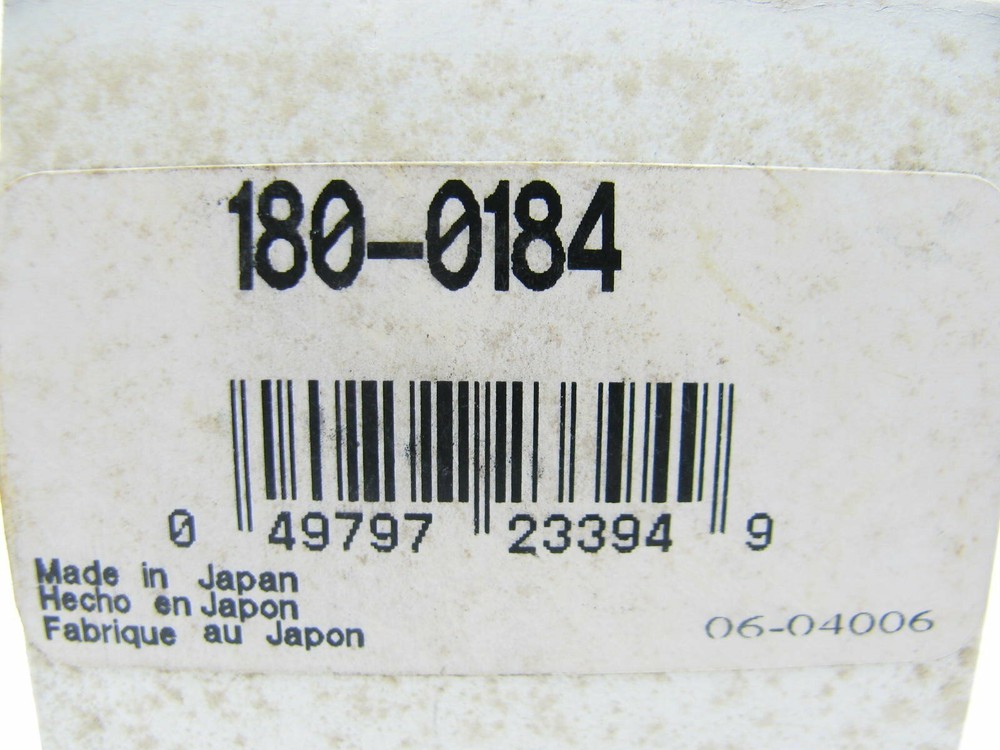 180-0184
0 49797 23394 9
Made in Japan
Hecho en Japon
Fabrique au Japon
06-04006